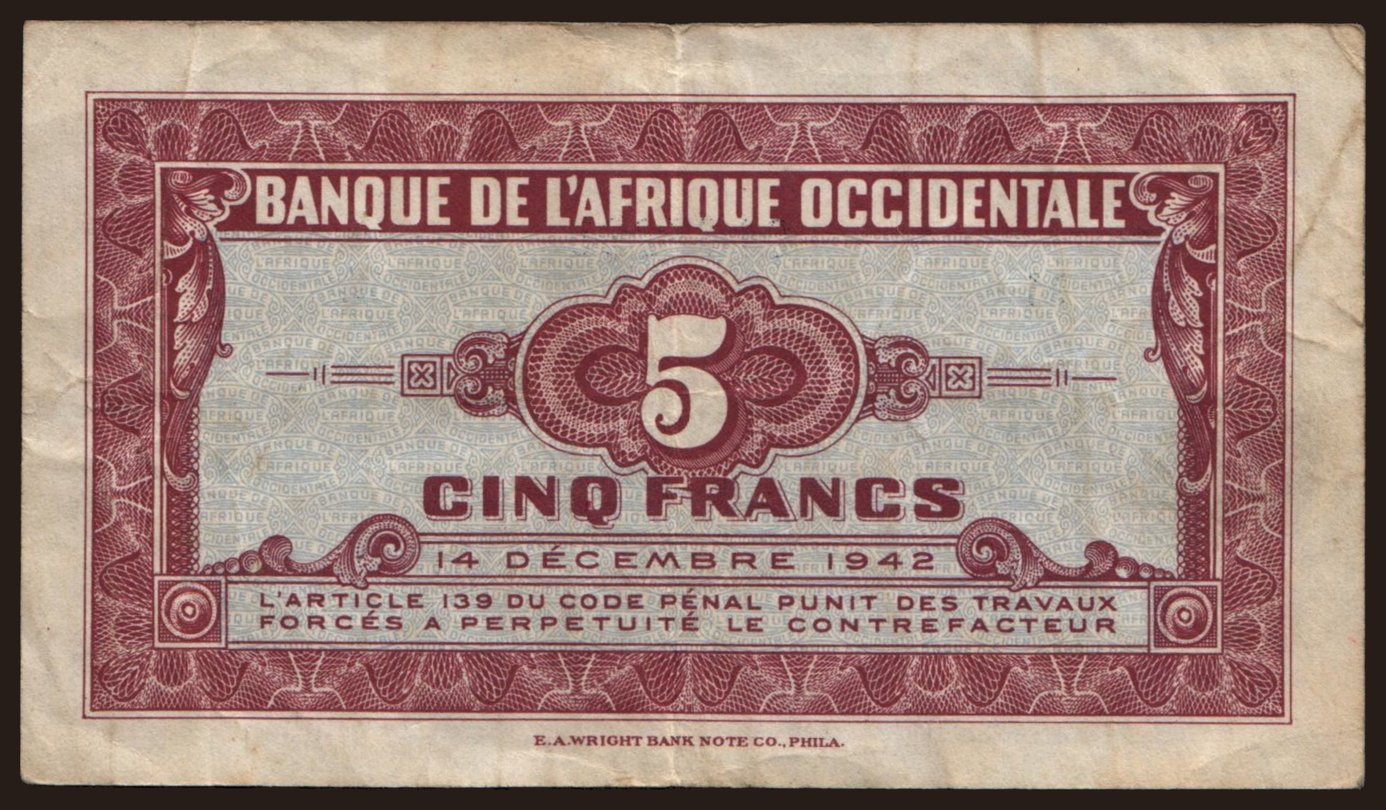 BANQUE DE L'AFRIQUE OCCIDENTALE
5
CINQ FRANCS
14 DÉCEMBRE 1942
L'ARTICLE 139 DU CODE PÉNAL PUNIT DES TRAVAUX
FORCÉS A PERPETUITÉ LE CONTREFACTEUR
E.A.WRIGHT BANK NOTE CO., PHILA.